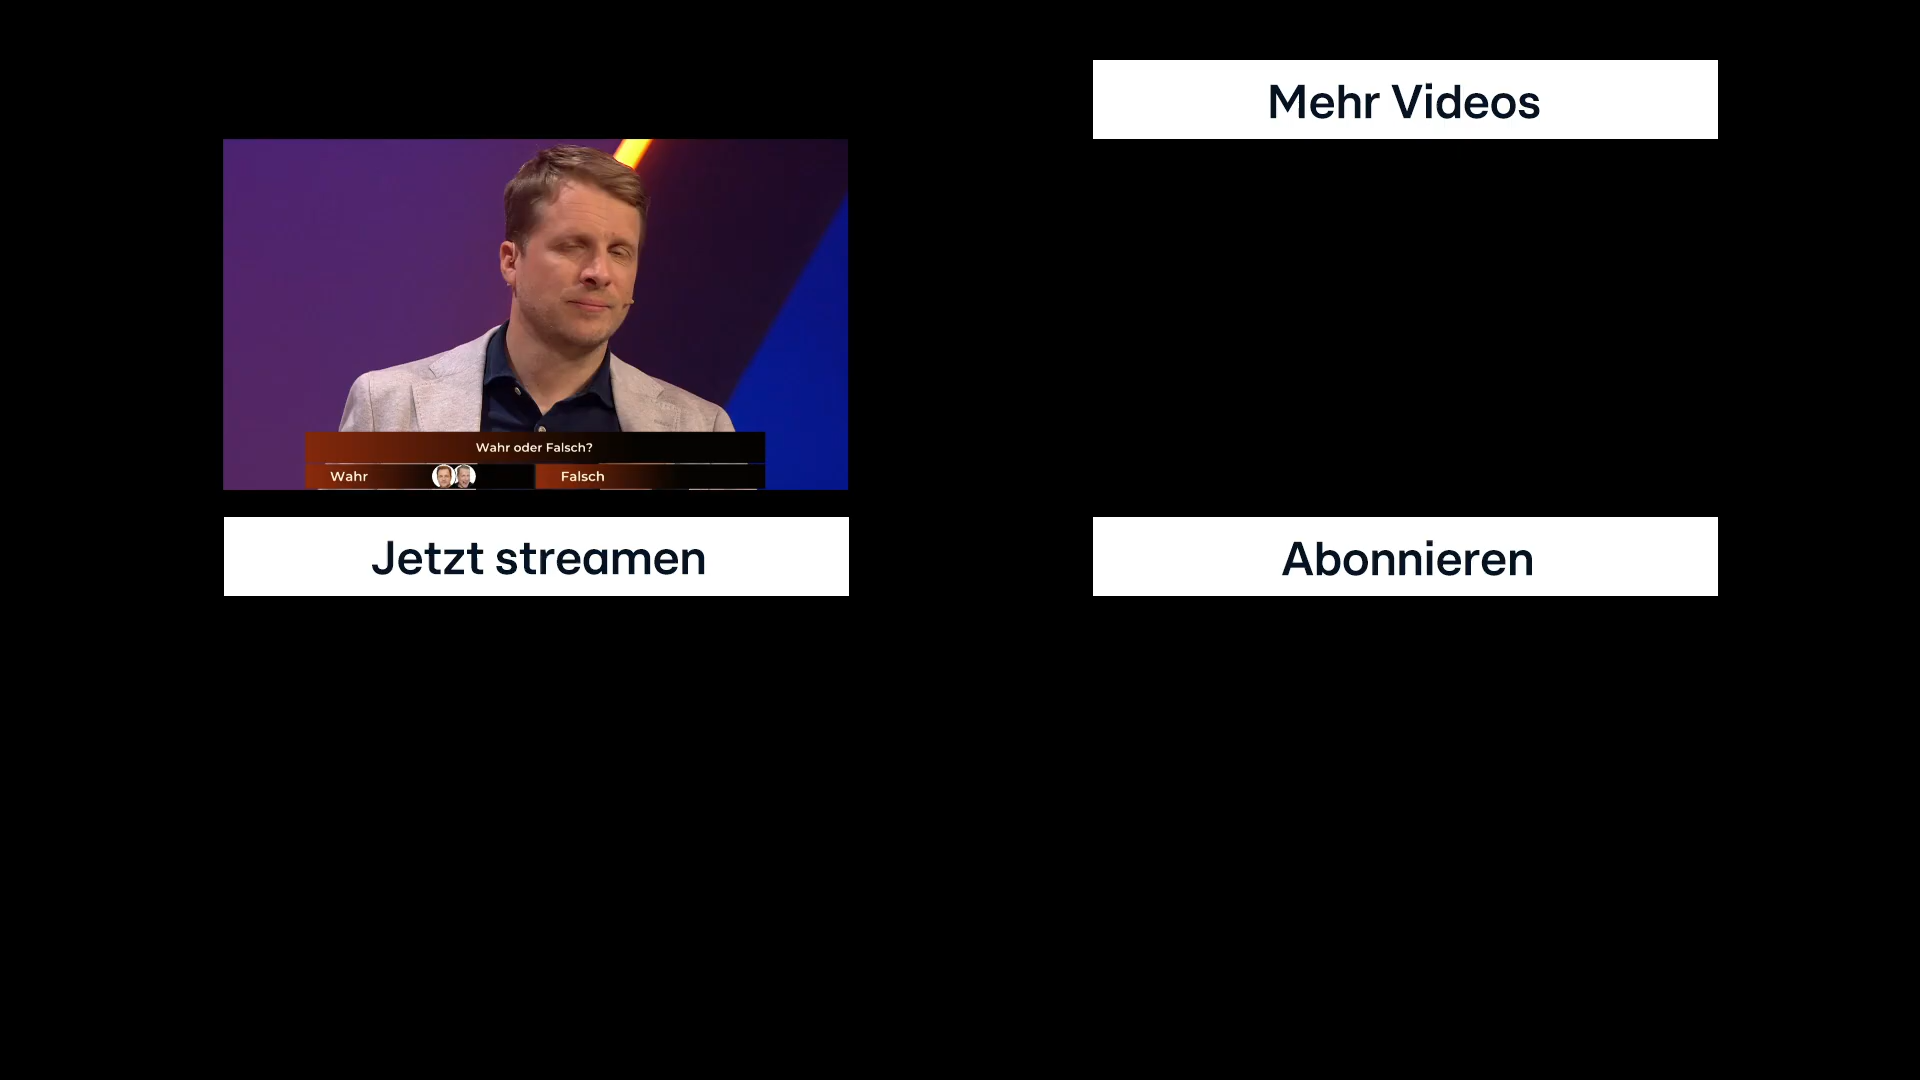 Mehr Videos
Wahr oder Falsch?
Wahr
Falsch
Jetzt streamen
Abonnieren